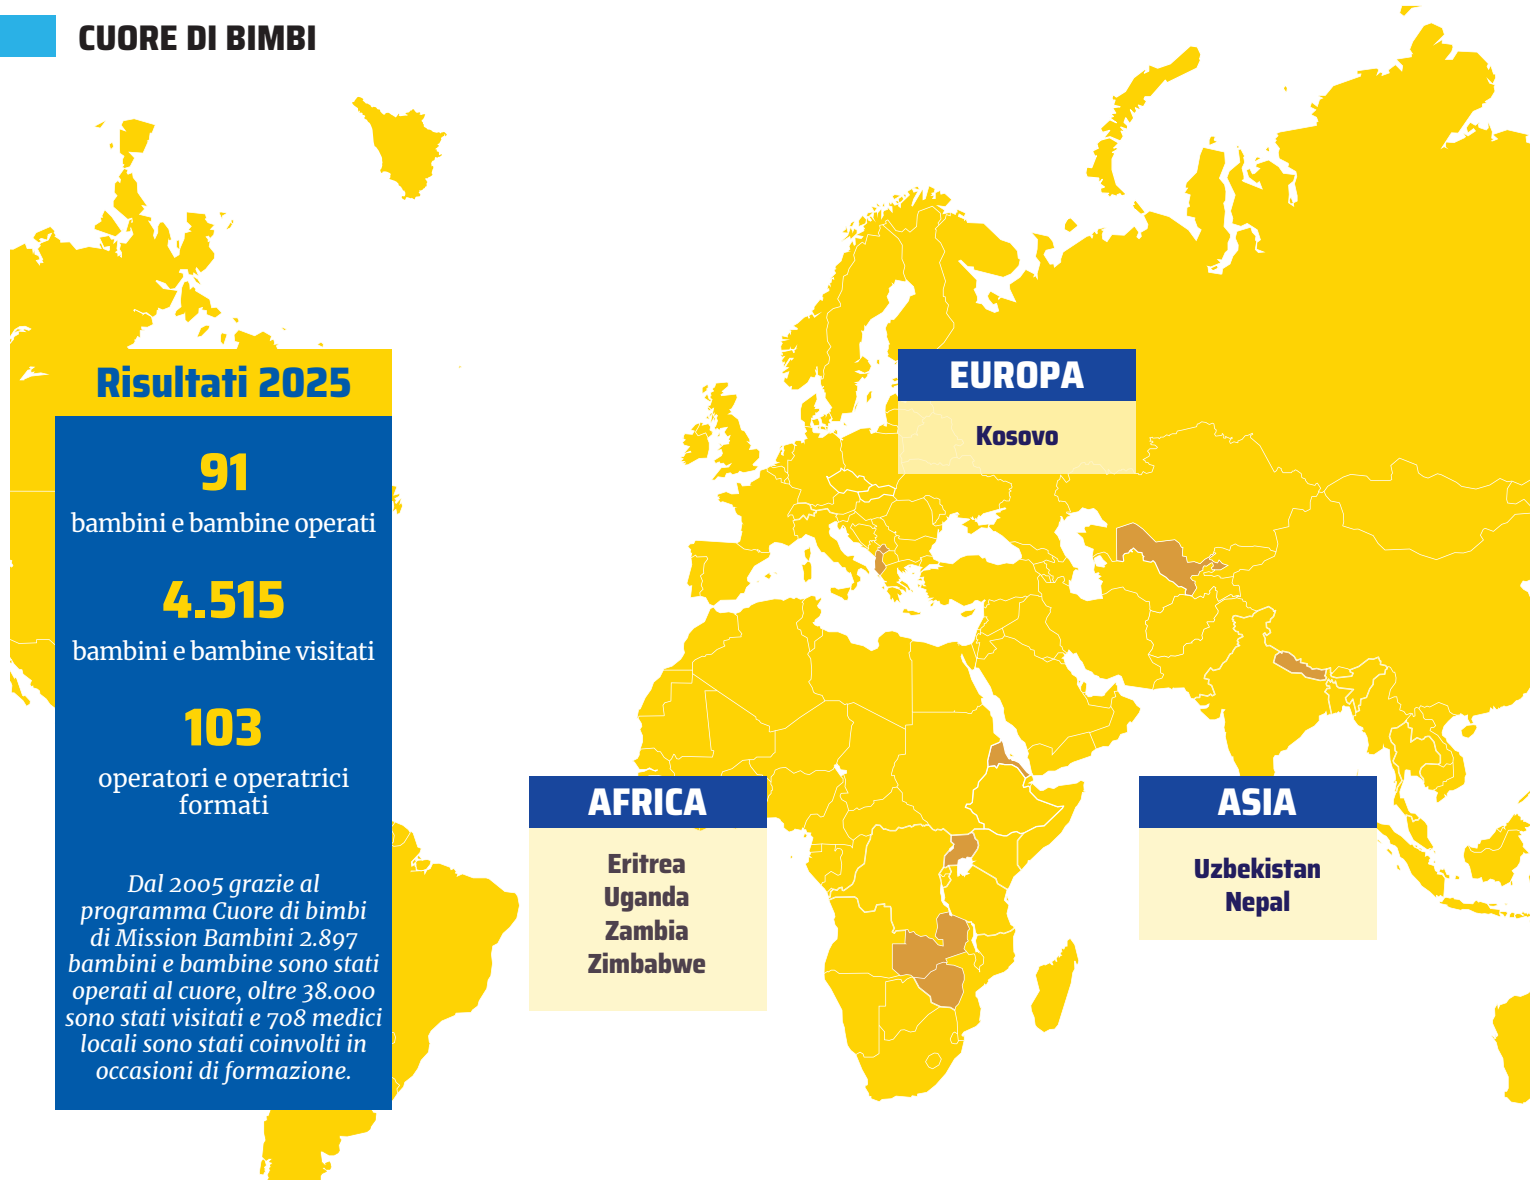 CUORE DI BIMBI
Risultati 2025
91
bambini e bambine operati
4.515
bambini e bambine visitati
103
operatori e operatrici
formati
Dal 2005 grazie al
programma Cuore di bimbi
di Mission Bambini 2.897
bambini e bambine sono stati
operati al cuore, oltre 38.000
sono stati visitati e 708 medici
locali sono stati coinvolti in
occasioni di formazione.
EUROPA
Kosovo
AFRICA
Eritrea
Uganda
Zambia
Zimbabwe
ASIA
Uzbekistan
Nepal